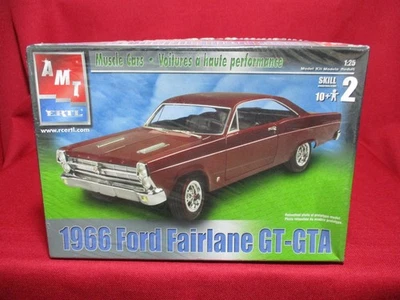 AMT
ERTL
www.rcertl.com
Muscle Cars • Voitures à haute performance
1:25
SKILL
10+
2
1966 Ford Fairlane GT-GTA